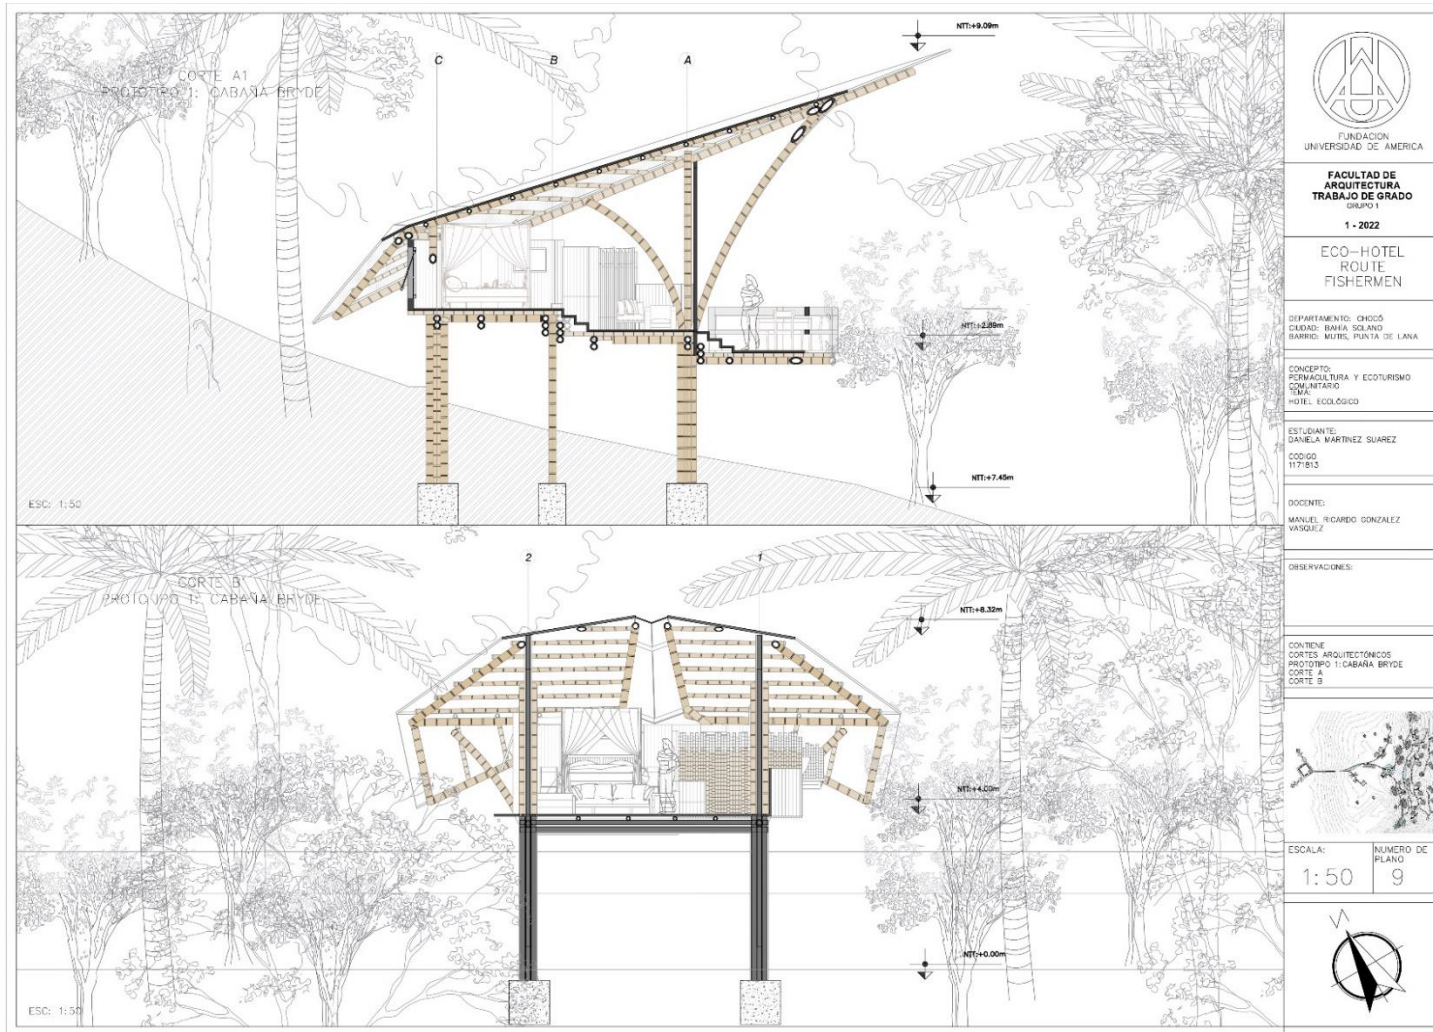 CORTE A1
PROTOTIPO 1: CABAÑA BRYDE
C
B
A
NTT:+9.09m
NTT:+2.89m
NTT:+7.45m
ESC: 1:50
CORTE B
PROTOTIPO 1: CABAÑA BRYDE
2
1
NTT:+8.32m
NTT:+4.00m
NTT:+0.00m
ESC: 1:50
FUNDACION
UNIVERSIDAD DE AMERICA
FACULTAD DE
ARQUITECTURA
TRABAJO DE GRADO
GRUPO 1
1 - 2022
ECO-HOTEL
ROUTE
FISHERMEN
DEPARTAMENTO: CHOCÓ
CIUDAD: BAHÍA SOLANO
BARRIO: MUTIS, PUNTA DE LANA
CONCEPTO:
PERMACULTURA Y ECOTURISMO
COMUNITARIO
TEMA:
HOTEL ECOLÓGICO
ESTUDIANTE:
DANIELA MARTINEZ SUAREZ
CODIGO
1171813
DOCENTE:
MANUEL RICARDO GONZALEZ
VASQUEZ
OBSERVACIONES:
CONTIENE
CORTES ARQUITECTÓNICOS
PROTOTIPO 1:CABAÑA BRYDE
CORTE A
CORTE B
ESCALA:
1:50
NUMERO DE
PLANO
9
N